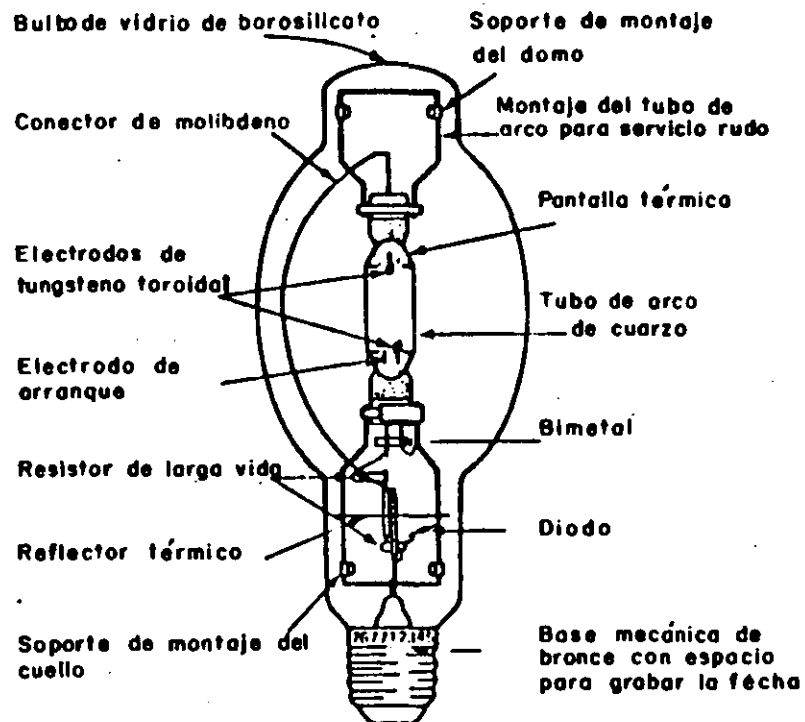 Bulbo de vidrio de borosilicato
Soporte de montaje
del domo
Conector de molibdeno
Montaje del tubo de
arco para servicio rudo
Pantalla térmica
Electrodos de
tungsteno toroidal
Tubo de arco
de cuarzo
Electrodo de
arranque
Bimetal
Resistor de larga vida
Reflector térmico
Diodo
Soporte de montaje del
cuello
Base mecánica de
bronce con espacio
para grabar la fécha